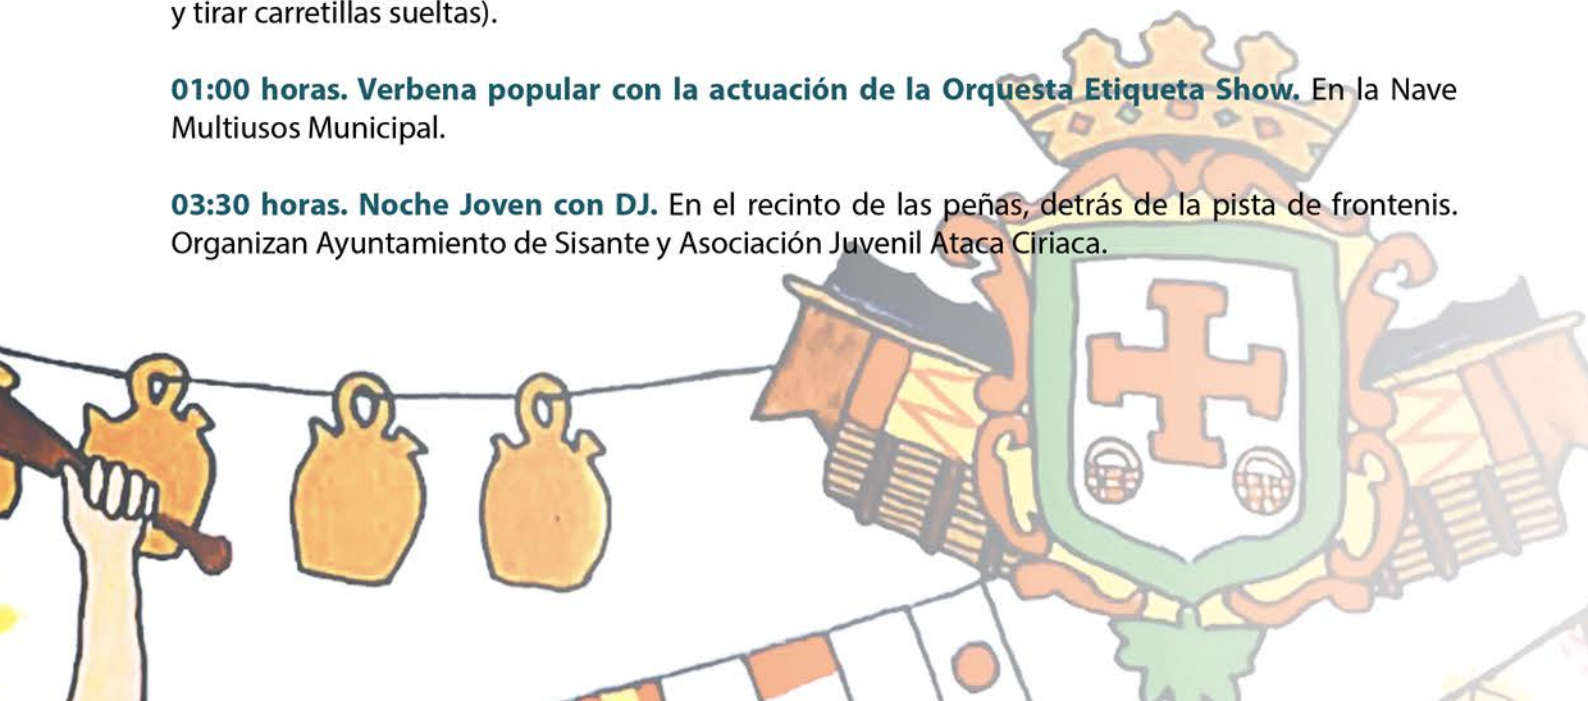 y tirar carretillas sueltas).
01:00 horas. Verbena popular con la actuación de la Orquesta Etiqueta Show. En la Nave
Multiusos Municipal.
03:30 horas. Noche Joven con DJ. En el recinto de las peñas, detrás de la pista de frontenis.
Organizan Ayuntamiento de Sisante y Asociación Juvenil Ataca Ciriaca.